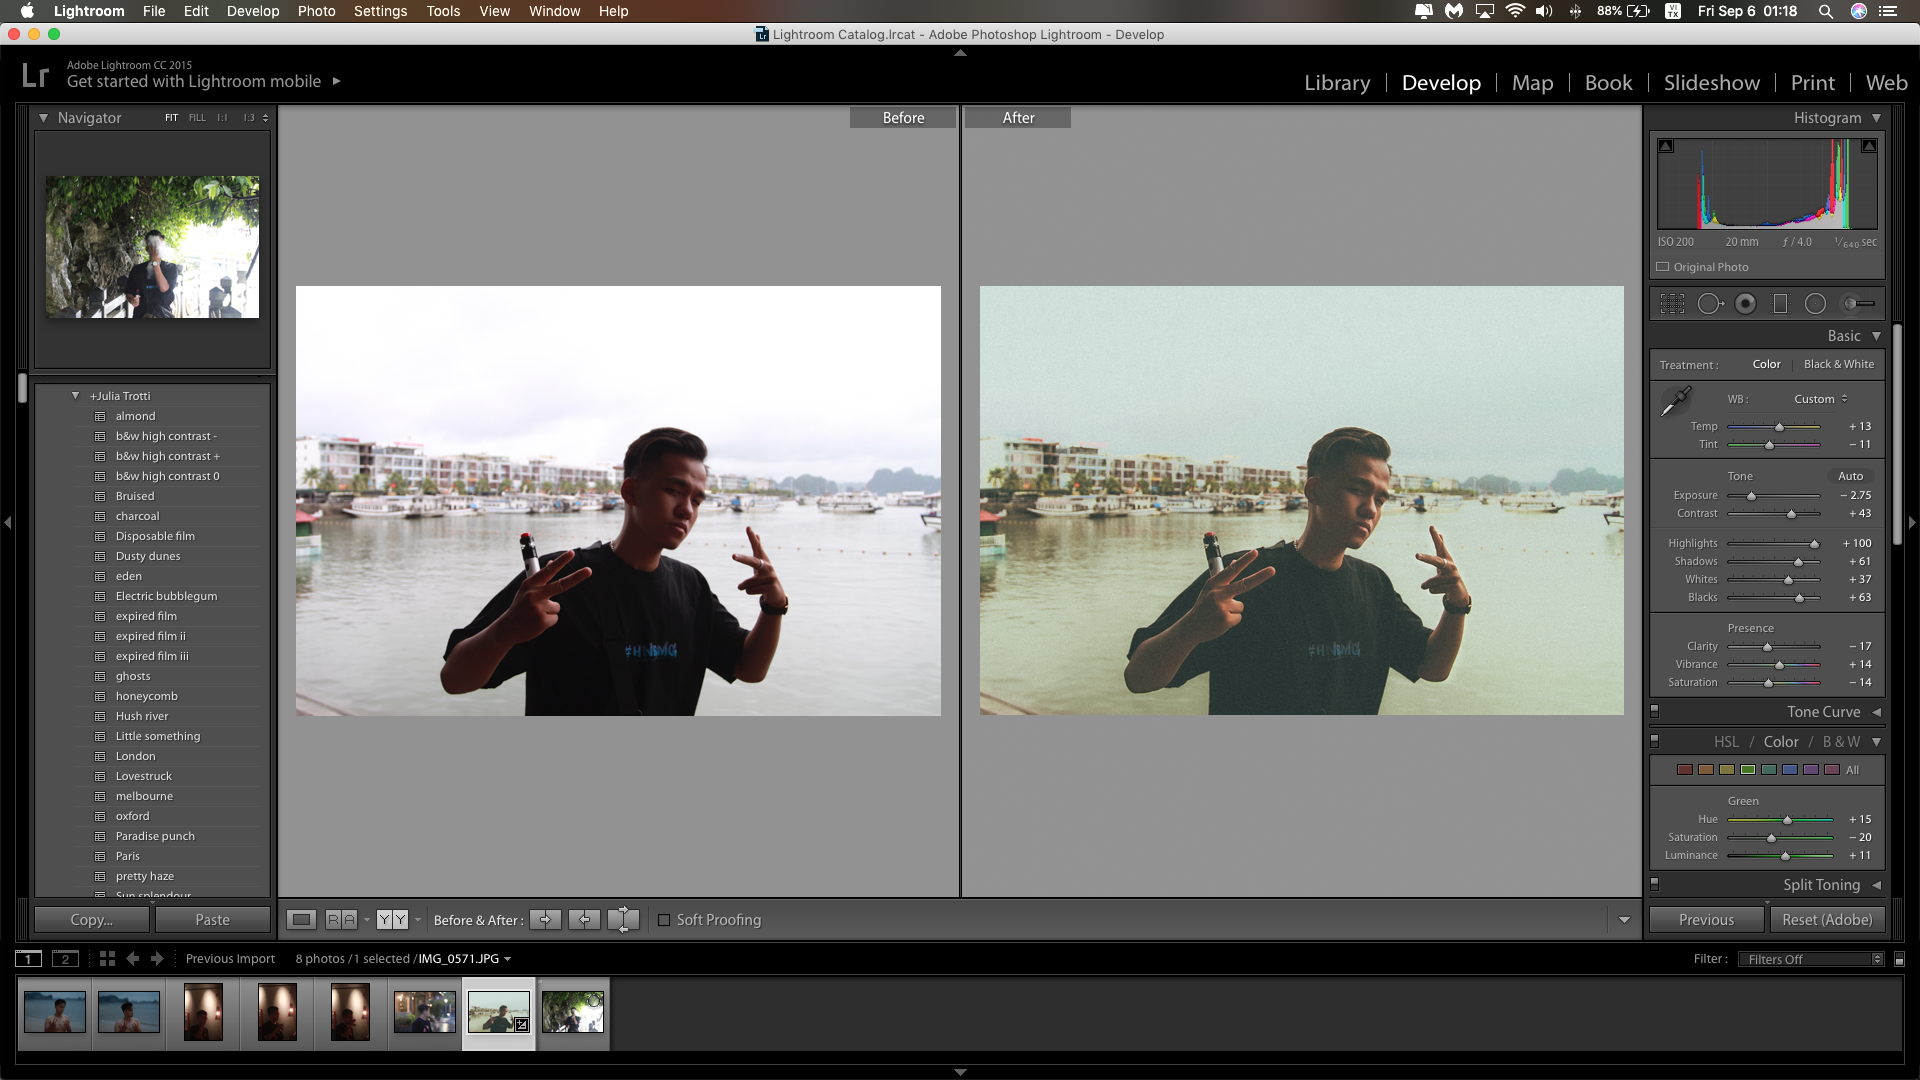 Lightroom File Edit Develop Photo Settings Tools View Window Help 88% VI TX Fri Sep 6 01:18
Lightroom Catalog.lrcat - Adobe Photoshop Lightroom - Develop
Lr Adobe Lightroom CC 2015
Get started with Lightroom mobile
Library Develop Map Book Slideshow Print Web
Navigator FIT FILL 1:1 1:3
Before After
Histogram
ISO 200 20 mm ƒ / 4.0 1/640 sec
Original Photo
Basic
Treatment : Color Black & White
WB : Custom
Temp + 13
Tint − 11
Tone Auto
Exposure − 2.75
Contrast + 43
Highlights + 100
Shadows + 61
Whites + 37
Blacks + 63
Presence
Clarity − 17
Vibrance + 14
Saturation − 14
Tone Curve
HSL / Color / B & W
All
Green
Hue + 15
Saturation − 20
Luminance + 11
Split Toning
Previous Reset (Adobe)
+Julia Trotti
almond
b&w high contrast -
b&w high contrast +
b&w high contrast 0
Bruised
charcoal
Disposable film
Dusty dunes
eden
Electric bubblegum
expired film
expired film ii
expired film iii
ghosts
honeycomb
Hush river
Little something
London
Lovestruck
melbourne
oxford
Paradise punch
Paris
pretty haze
Sun splendour
Copy... Paste
R A Y Y Before & After : Soft Proofing
1 2 Previous Import 8 photos / 1 selected / IMG_0571.JPG Filter : Filters Off